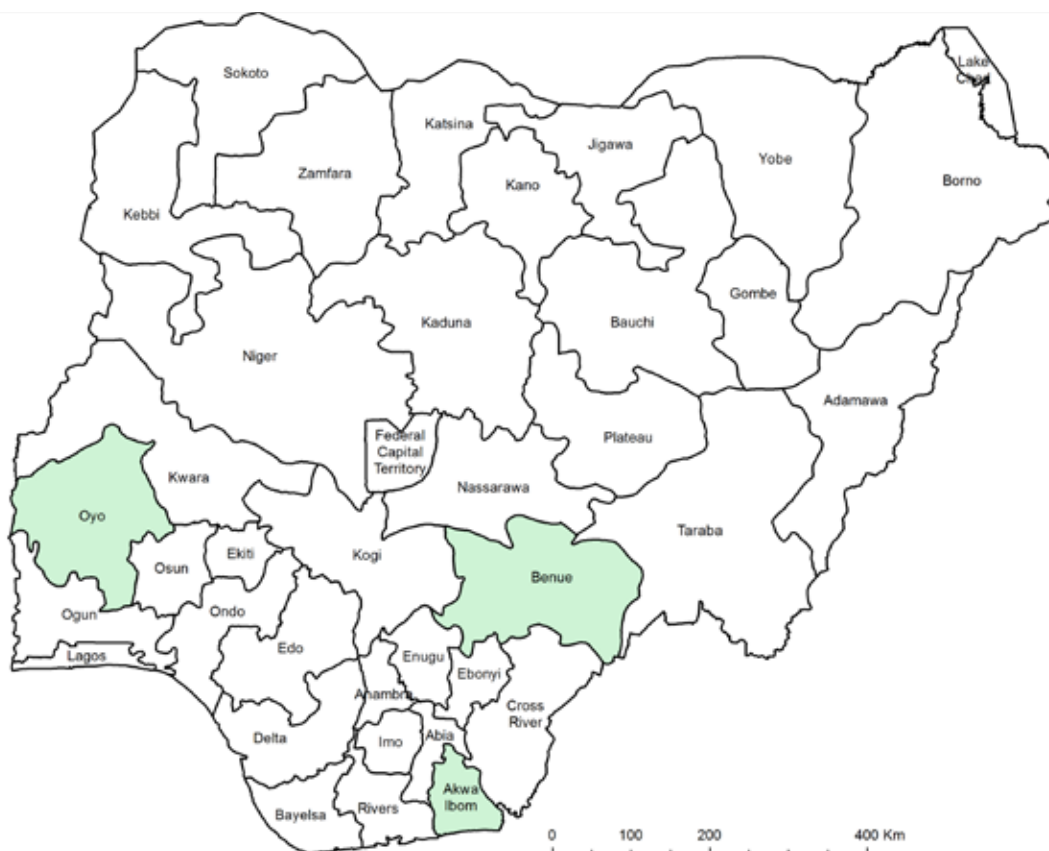 Sokoto
Lake
Chad
Katsina
Jigawa
Yobe
Zamfara
Kano
Borno
Kebbi
Gombe
Kaduna
Bauchi
Niger
Adamawa
Federal
Capital
Territory
Plateau
Kwara
Nassarawa
Oyo
Taraba
Kogi
Ekiti
Osun
Benue
Ogun
Ondo
Edo
Lagos
Enugu
Ebonyi
Anambra
Cross
River
Delta
Imo
Abia
Akwa
Ibom
Bayelsa
Rivers
0 100 200 400 Km